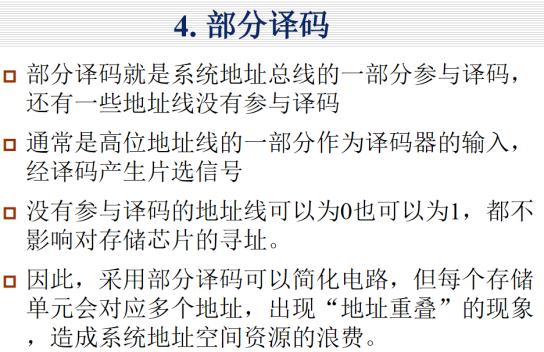 4. 部分译码
部分译码就是系统地址总线的一部分参与译码，
还有一些地址线没有参与译码
通常是高位地址线的一部分作为译码器的输入，
经译码产生片选信号
没有参与译码的地址线可以为0也可以为1，都不
影响对存储芯片的寻址。
因此，采用部分译码可以简化电路，但每个存储
单元会对应多个地址，出现“地址重叠”的现象
，造成系统地址空间资源的浪费。